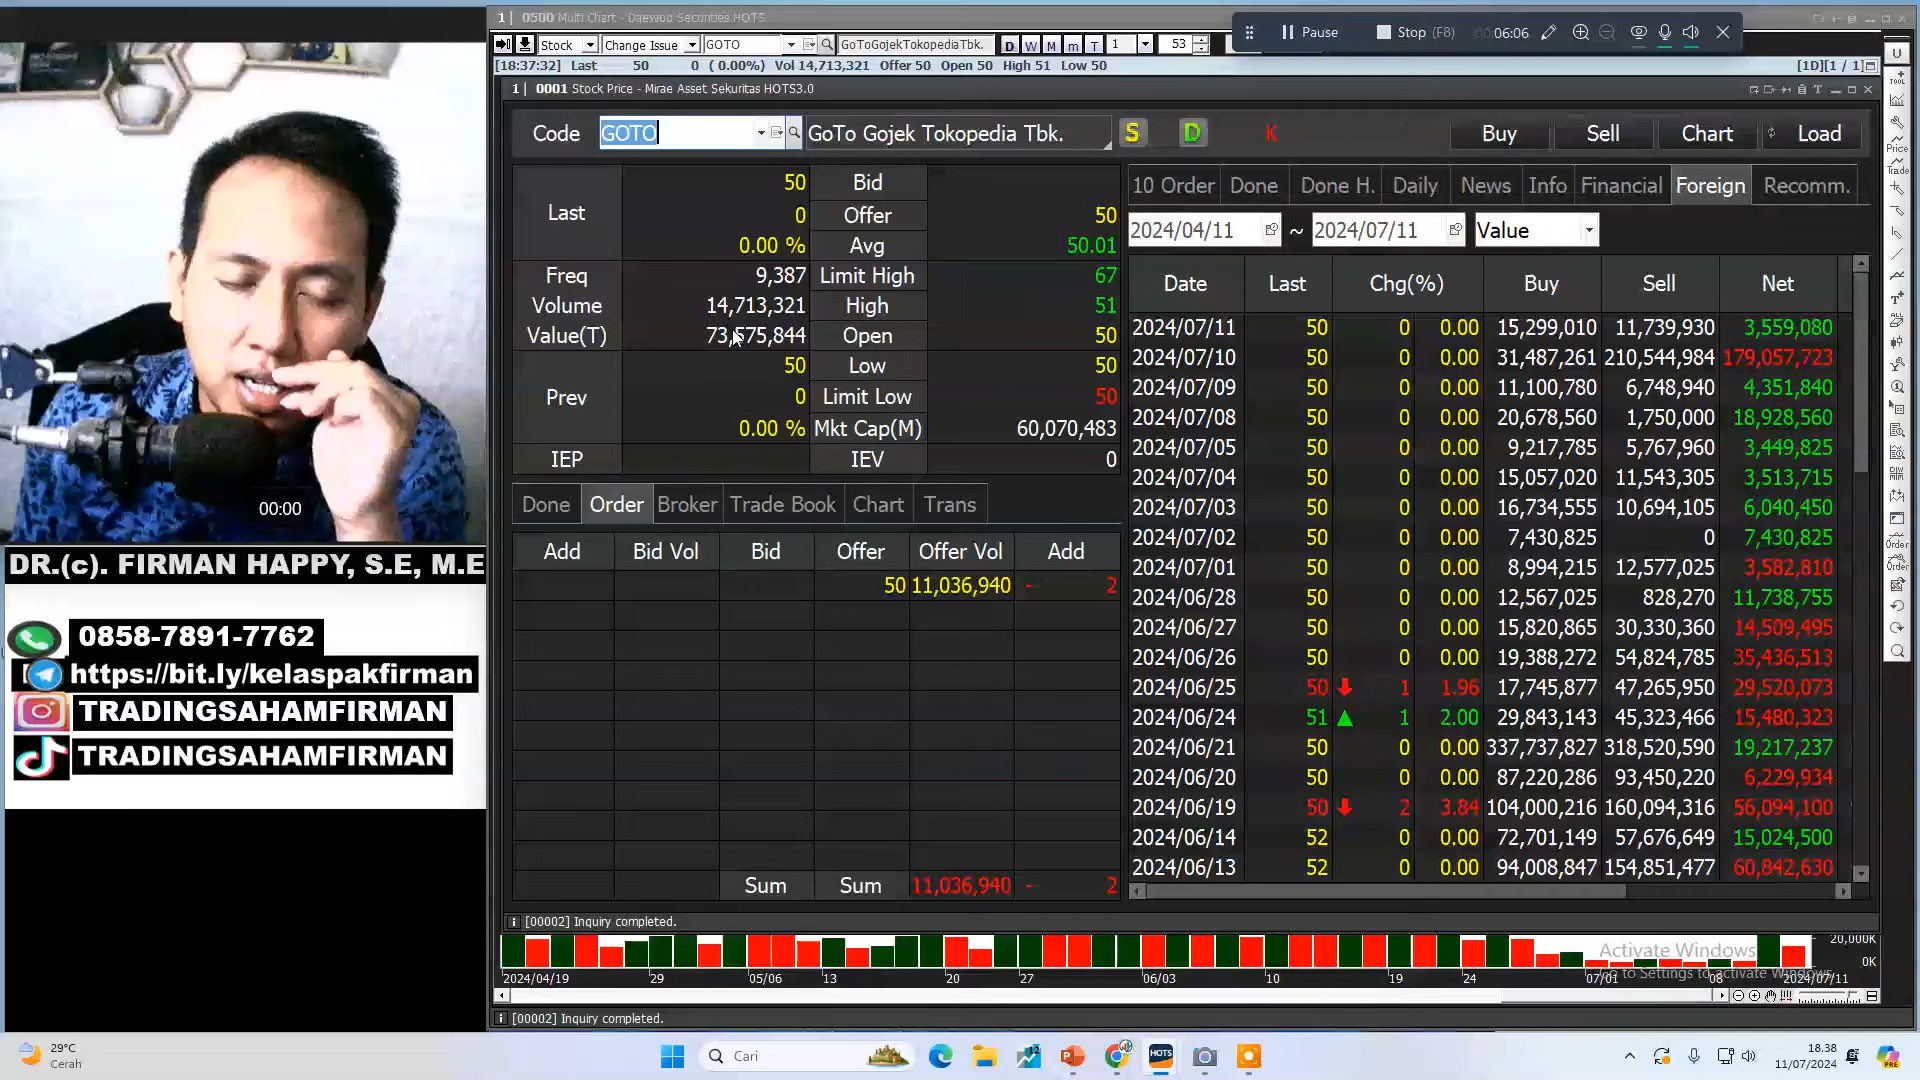 1 0500 Multi Chart - Daewoo Securities HOTS
Stock Change Issue GOTO GoToGojekTokopediaTbk. D W M m T 1 53
Pause Stop (F8) 00:06:06
[18:37:32] Last 50 0 ( 0.00%) Vol 14,713,321 Offer 50 Open 50 High 51 Low 50 [1D][1 / 1]
1 0001 Stock Price - Mirae Asset Sekuritas HOTS3.0
Code GOTO GoTo Gojek Tokopedia Tbk. S D K Buy Sell Chart Load
Last 50 Bid
0 Offer 50
0.00 % Avg 50.01
Freq 9,387 Limit High 67
Volume 14,713,321 High 51
Value(T) 73,575,844 Open 50
Prev 50 Low 50
0 Limit Low 50
0.00 % Mkt Cap(M) 60,070,483
IEP IEV 0
Done Order Broker Trade Book Chart Trans
Add Bid Vol Bid Offer Offer Vol Add
50 11,036,940 - 2
Sum Sum 11,036,940 - 2
10 Order Done Done H. Daily News Info Financial Foreign Recomm.
2024/04/11 ~ 2024/07/11 Value
Date Last Chg(%) Buy Sell Net
2024/07/11 50 0 0.00 15,299,010 11,739,930 3,559,080
2024/07/10 50 0 0.00 31,487,261 210,544,984 179,057,723
2024/07/09 50 0 0.00 11,100,780 6,748,940 4,351,840
2024/07/08 50 0 0.00 20,678,560 1,750,000 18,928,560
2024/07/05 50 0 0.00 9,217,785 5,767,960 3,449,825
2024/07/04 50 0 0.00 15,057,020 11,543,305 3,513,715
2024/07/03 50 0 0.00 16,734,555 10,694,105 6,040,450
2024/07/02 50 0 0.00 7,430,825 0 7,430,825
2024/07/01 50 0 0.00 8,994,215 12,577,025 3,582,810
2024/06/28 50 0 0.00 12,567,025 828,270 11,738,755
2024/06/27 50 0 0.00 15,820,865 30,330,360 14,509,495
2024/06/26 50 0 0.00 19,388,272 54,824,785 35,436,513
2024/06/25 50 1 1.96 17,745,877 47,265,950 29,520,073
2024/06/24 51 1 2.00 29,843,143 45,323,466 15,480,323
2024/06/21 50 0 0.00 337,737,827 318,520,590 19,217,237
2024/06/20 50 0 0.00 87,220,286 93,450,220 6,229,934
2024/06/19 50 2 3.84 104,000,216 160,094,316 56,094,100
2024/06/14 52 0 0.00 72,701,149 57,676,649 15,024,500
2024/06/13 52 0 0.00 94,008,847 154,851,477 60,842,630
[00002] Inquiry completed.
20,000K
0K
2024/04/19 29 05/06 13 20 27 06/03 10 19 24 07/01 08 2024/07/11
Activate Windows
Go to Settings to activate Windows.
[00002] Inquiry completed.
00:00
DR.(c). FIRMAN HAPPY, S.E, M.E
0858-7891-7762
https://bit.ly/kelaspakfirman
TRADINGSAHAMFIRMAN
TRADINGSAHAMFIRMAN
U
TOOL
Price
Trade
Order
Order
29°C
Cerah
Cari
HOTS
18.38
11/07/2024
PRE